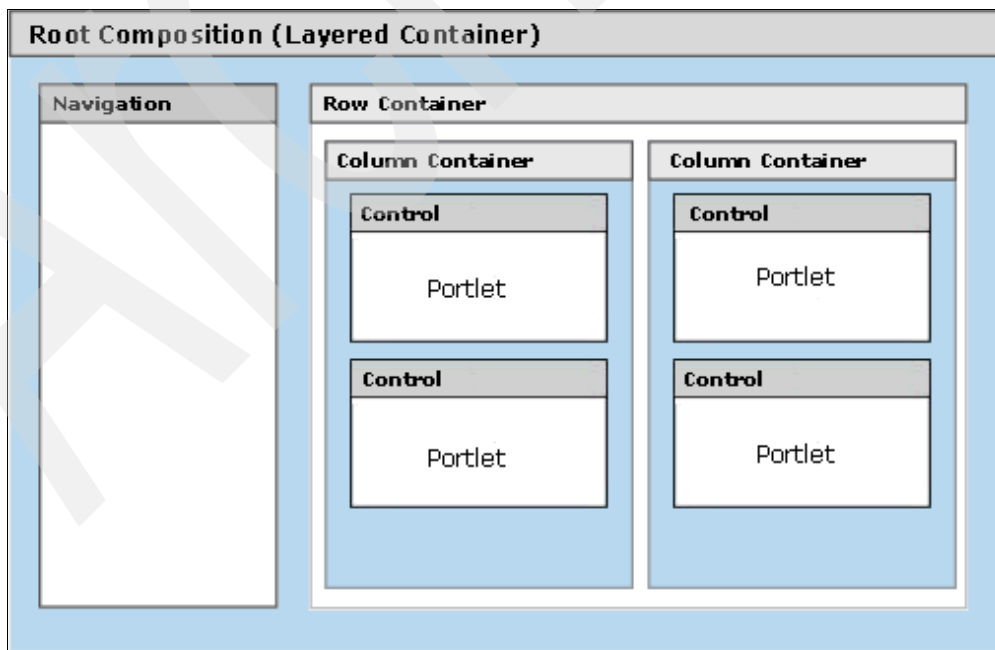 Root Composition (Layered Container)
Navigation
Row Container
Column Container
Column Container
Control
Control
Portlet
Portlet
Control
Control
Portlet
Portlet